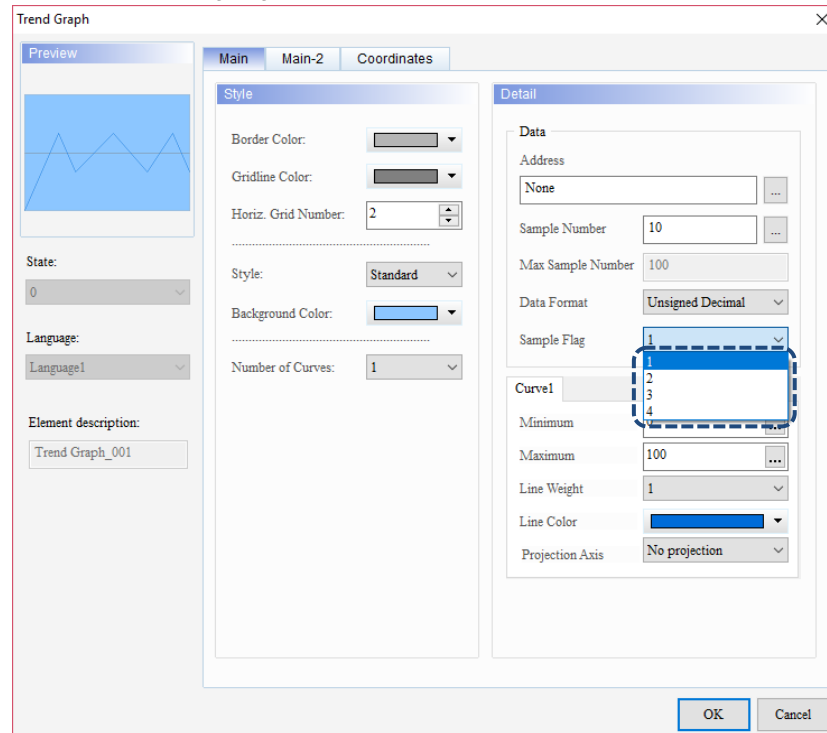 Trend Graph
Preview
State:
0
Language:
Language1
Element description:
Trend Graph_001
Main Main-2 Coordinates
Style
Border Color:
Gridline Color:
Horiz. Grid Number: 2
Style: Standard
Background Color:
Number of Curves: 1
Detail
Data
Address
None ...
Sample Number 10 ...
Max Sample Number 100
Data Format Unsigned Decimal
Sample Flag 1
1
2
3
4
Curve1
Minimum 0 ...
Maximum 100 ...
Line Weight 1
Line Color
Projection Axis No projection
OK Cancel